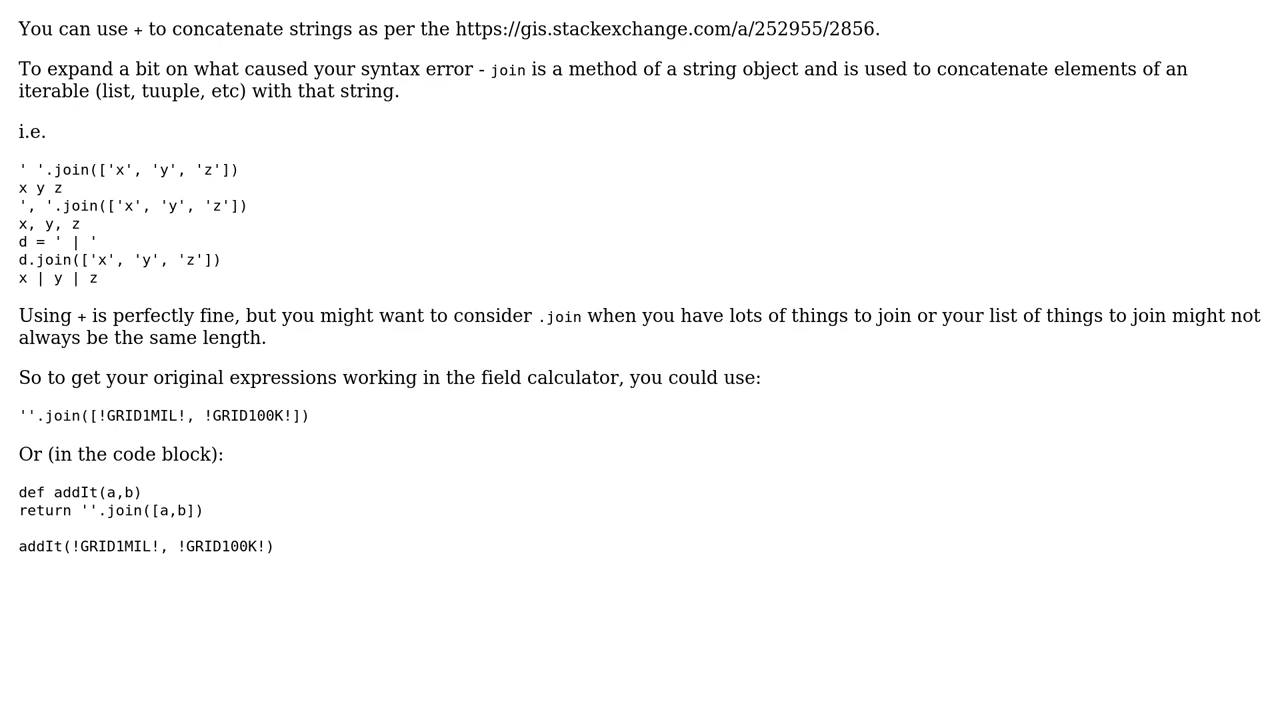 You can use + to concatenate strings as per the https://gis.stackexchange.com/a/252955/2856.
To expand a bit on what caused your syntax error - join is a method of a string object and is used to concatenate elements of an
iterable (list, tuuple, etc) with that string.
i.e.
' '.join(['x', 'y', 'z'])
x y z
', '.join(['x', 'y', 'z'])
x, y, z
d = ' | '
d.join(['x', 'y', 'z'])
x | y | z
Using + is perfectly fine, but you might want to consider .join when you have lots of things to join or your list of things to join might not
always be the same length.
So to get your original expressions working in the field calculator, you could use:
''.join([!GRID1MIL!, !GRID100K!])
Or (in the code block):
def addIt(a,b)
return ''.join([a,b])
addIt(!GRID1MIL!, !GRID100K!)